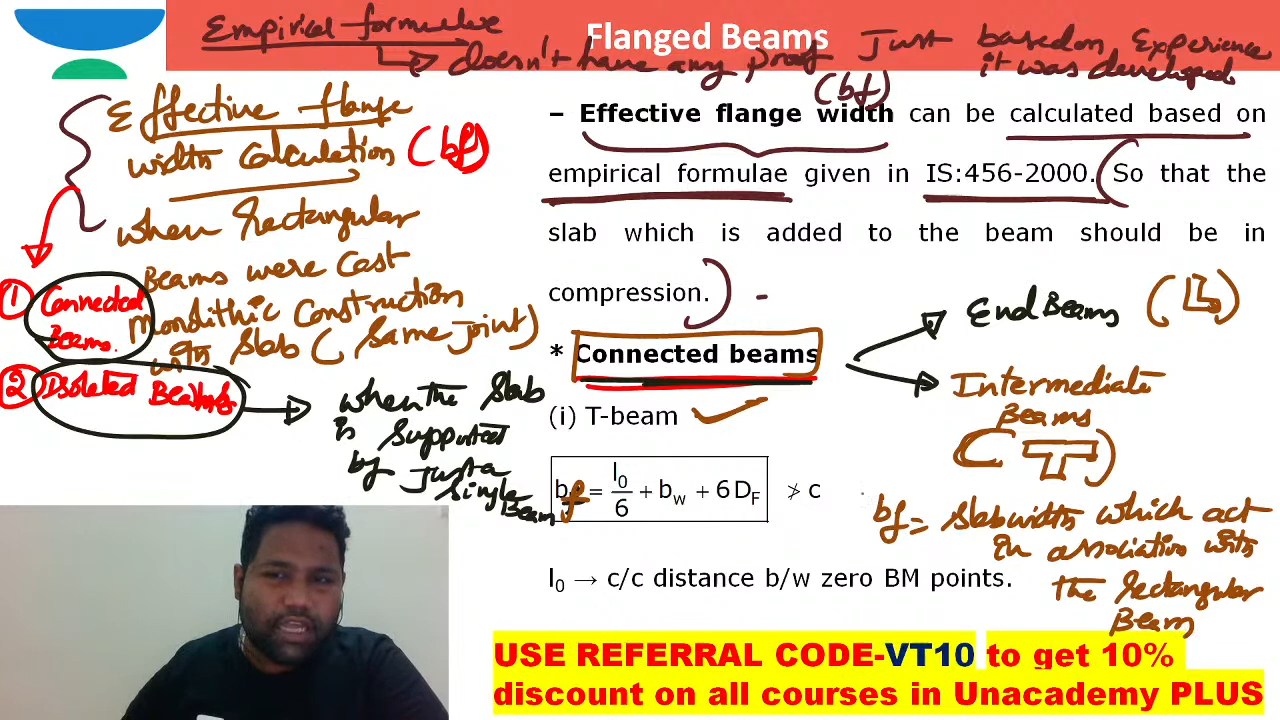 Flanged Beams
Empirical formulae
doesn't have any proof Just based on Experience
it was developed
Effective flange
width calculation (bf)
when Rectangular
Beams were cast
monolithic construction
with slab (same joint)
1 Connected
Beams.
2 Isolated Beams
when the slab
is supported
by Just a
single
Beam
(bf)
– Effective flange width can be calculated based on
empirical formulae given in IS:456-2000. So that the
slab which is added to the beam should be in
compression.
* Connected beams
End Beams
Intermediate
Beams
(i) T-beam
bf = l0/6 + bw + 6DF ≯ c
bf = slab width which act
in association with
the Rectangular
Beam
l0 → c/c distance b/w zero BM points.
USE REFERRAL CODE-VT10 to get 10%
discount on all courses in Unacademy PLUS